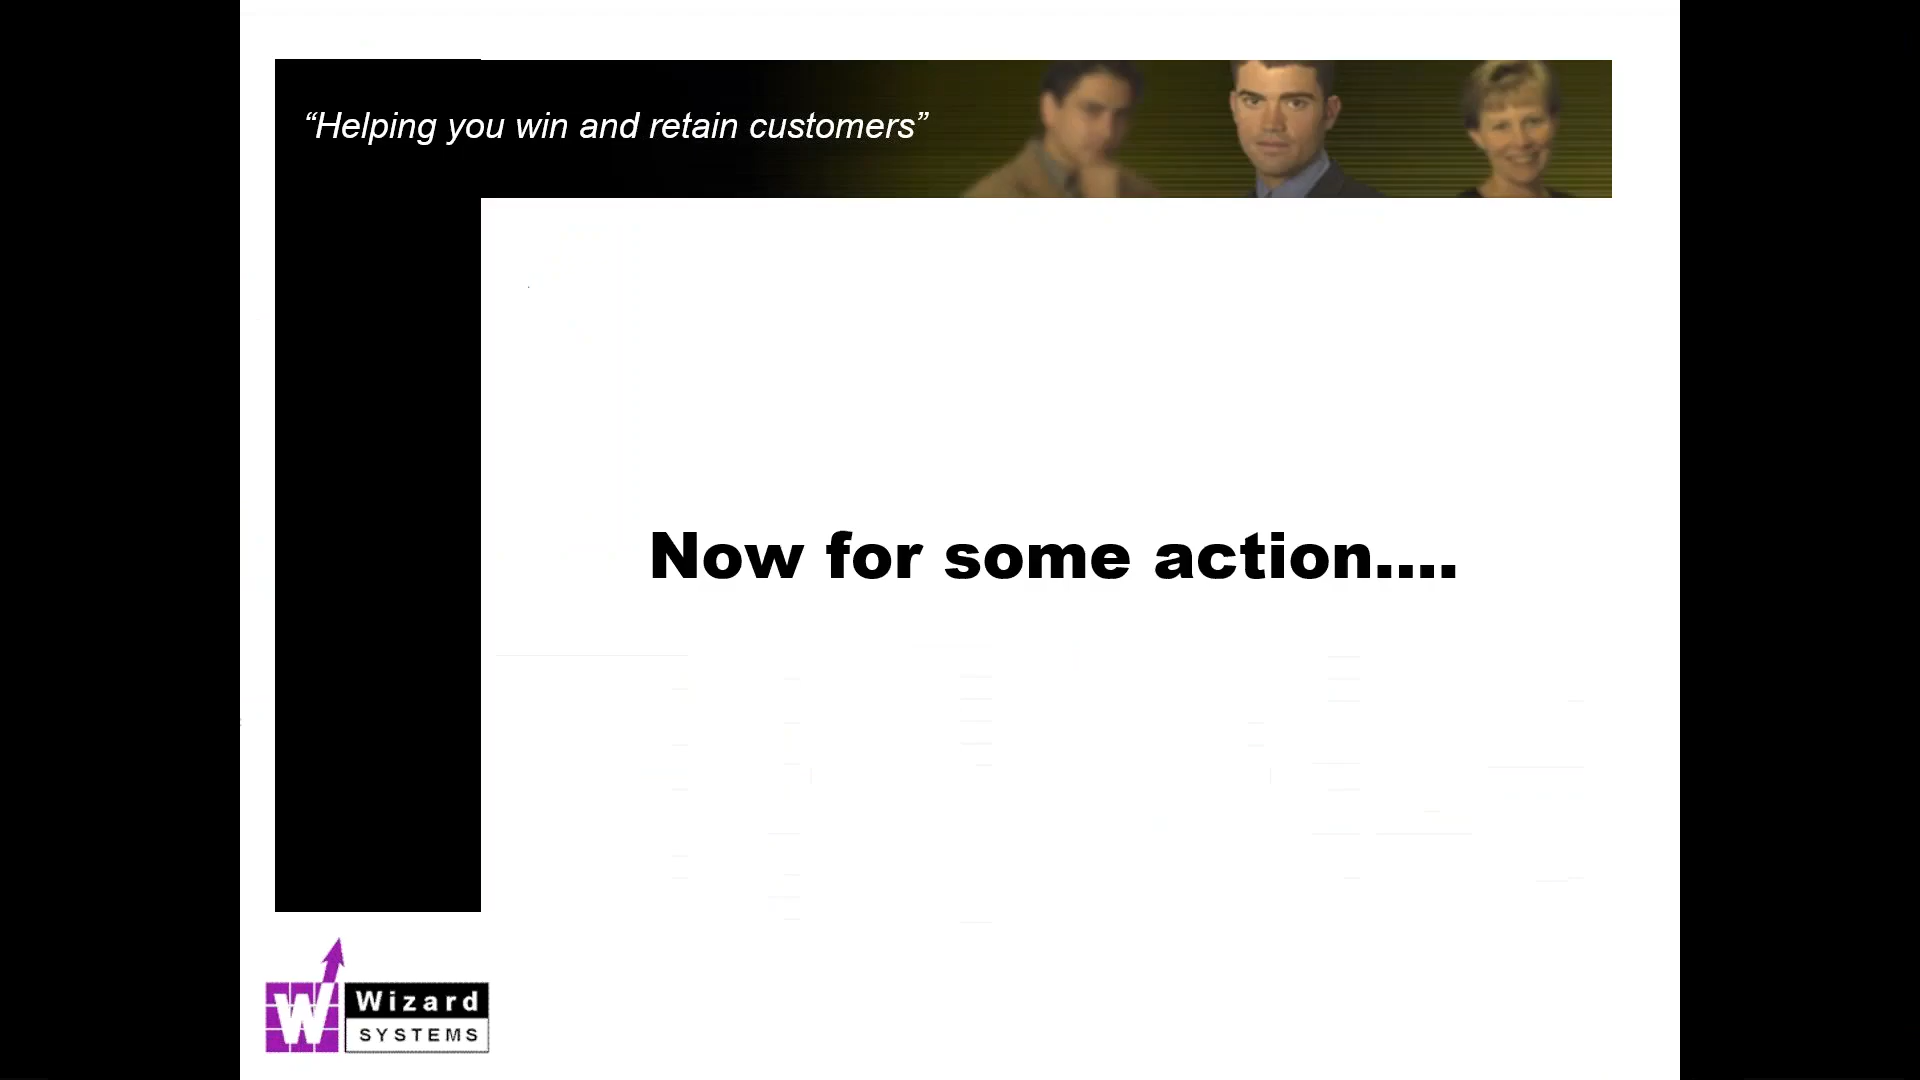 “Helping you win and retain customers”
Now for some action....
W
Wizard
SYSTEMS